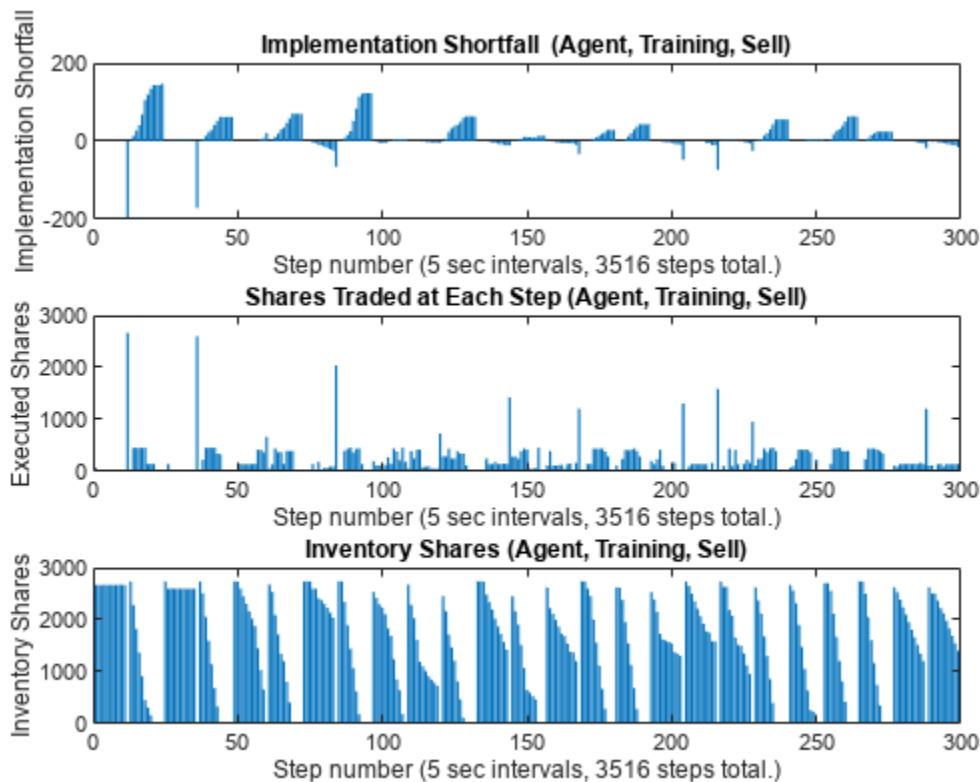 Implementation Shortfall  (Agent, Training, Sell)
Implementation Shortfall
200
0
-200
0 50 100 150 200 250 300
Step number (5 sec intervals, 3516 steps total.)
Shares Traded at Each Step (Agent, Training, Sell)
Executed Shares
3000
2000
1000
0
0 50 100 150 200 250 300
Step number (5 sec intervals, 3516 steps total.)
Inventory Shares (Agent, Training, Sell)
Inventory Shares
3000
2000
1000
0
0 50 100 150 200 250 300
Step number (5 sec intervals, 3516 steps total.)